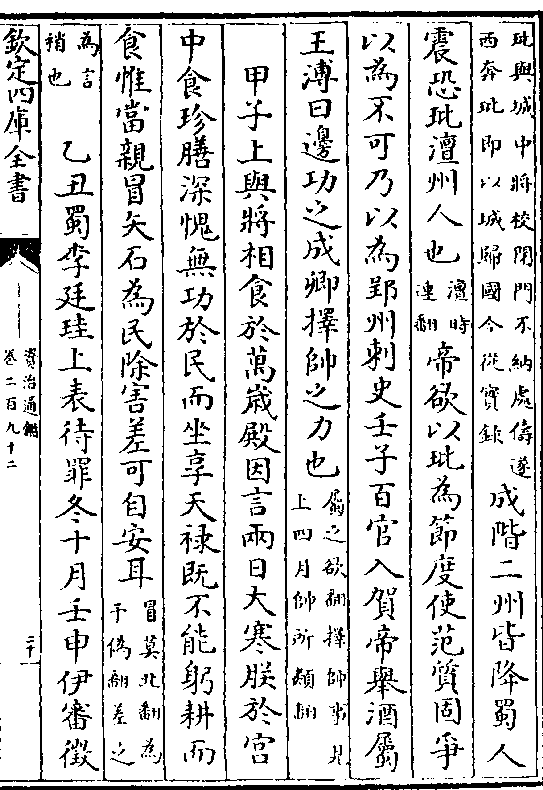 玭與城中將校閉門不納處儔遂
西奔玭即以城歸國今從實錄
成階二州皆降蜀人
震恐玭澶州人也
澶時
連翻
帝欲以玭為節度使范質固爭
以為不可乃以為郢州刺史壬子百官入賀帝舉酒屬
王溥曰邊功之成卿擇帥之力也
屬之欲翻擇帥事見
上四月帥所類翻
甲子上與將相食於萬歲殿因言兩日大寒朕於宮
中食珍膳深愧無功於民而坐享天祿既不能躬耕而
食惟當親冒矢石為民除害差可自安耳
冒莫北翻為
于偽翻差之
為言
稍也
乙丑蜀李廷珪上表待罪冬十月壬申伊審徵
欽定四庫全書
資治通鑑
卷二百九十二